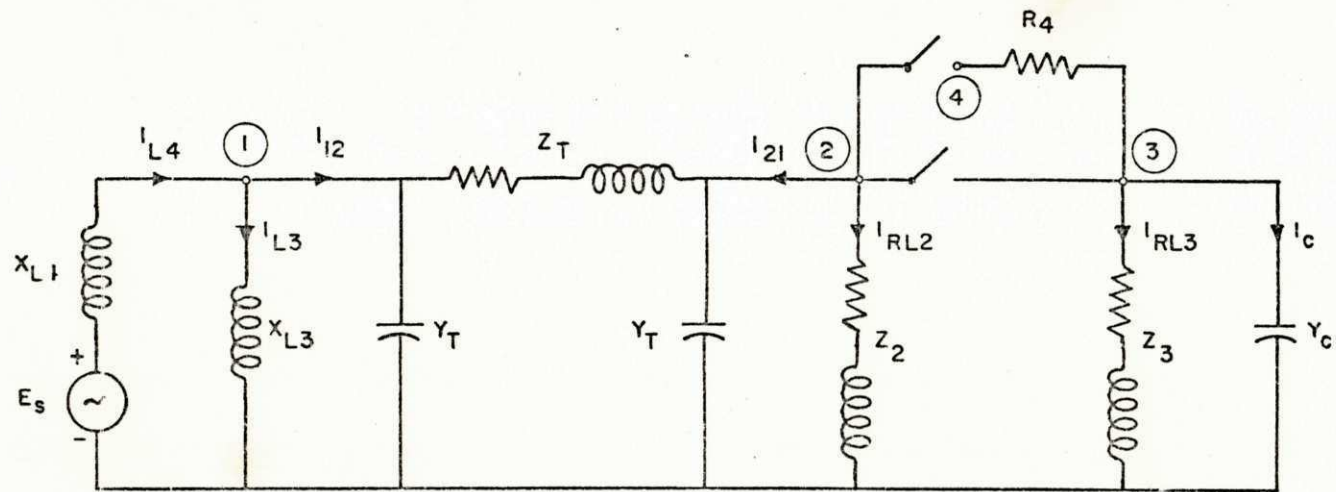 R4
4
IL4
1
I12
ZT
I21
2
3
XL1
IL3
IRL2
IRL3
IC
XL3
YT
YT
Z2
Z3
YC
+
ES
~
-